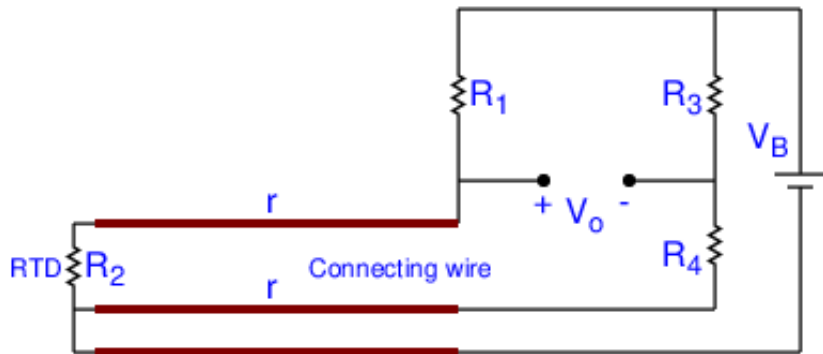 R1
R3
VB
+ Vo -
r
RTD R2
Connecting wire
R4
r